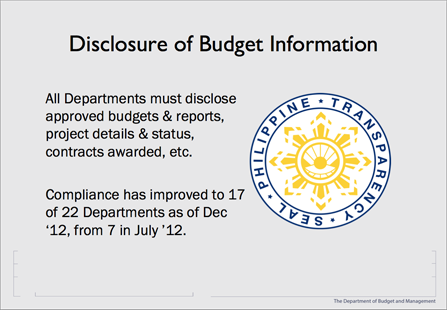 Disclosure of Budget Information
All Departments must disclose
approved budgets & reports,
project details & status,
contracts awarded, etc.
PHILIPPINE ★ TRANSPARENCY ★ SEAL ★
Compliance has improved to 17
of 22 Departments as of Dec
‘12, from 7 in July ’12.
The Department of Budget and Management